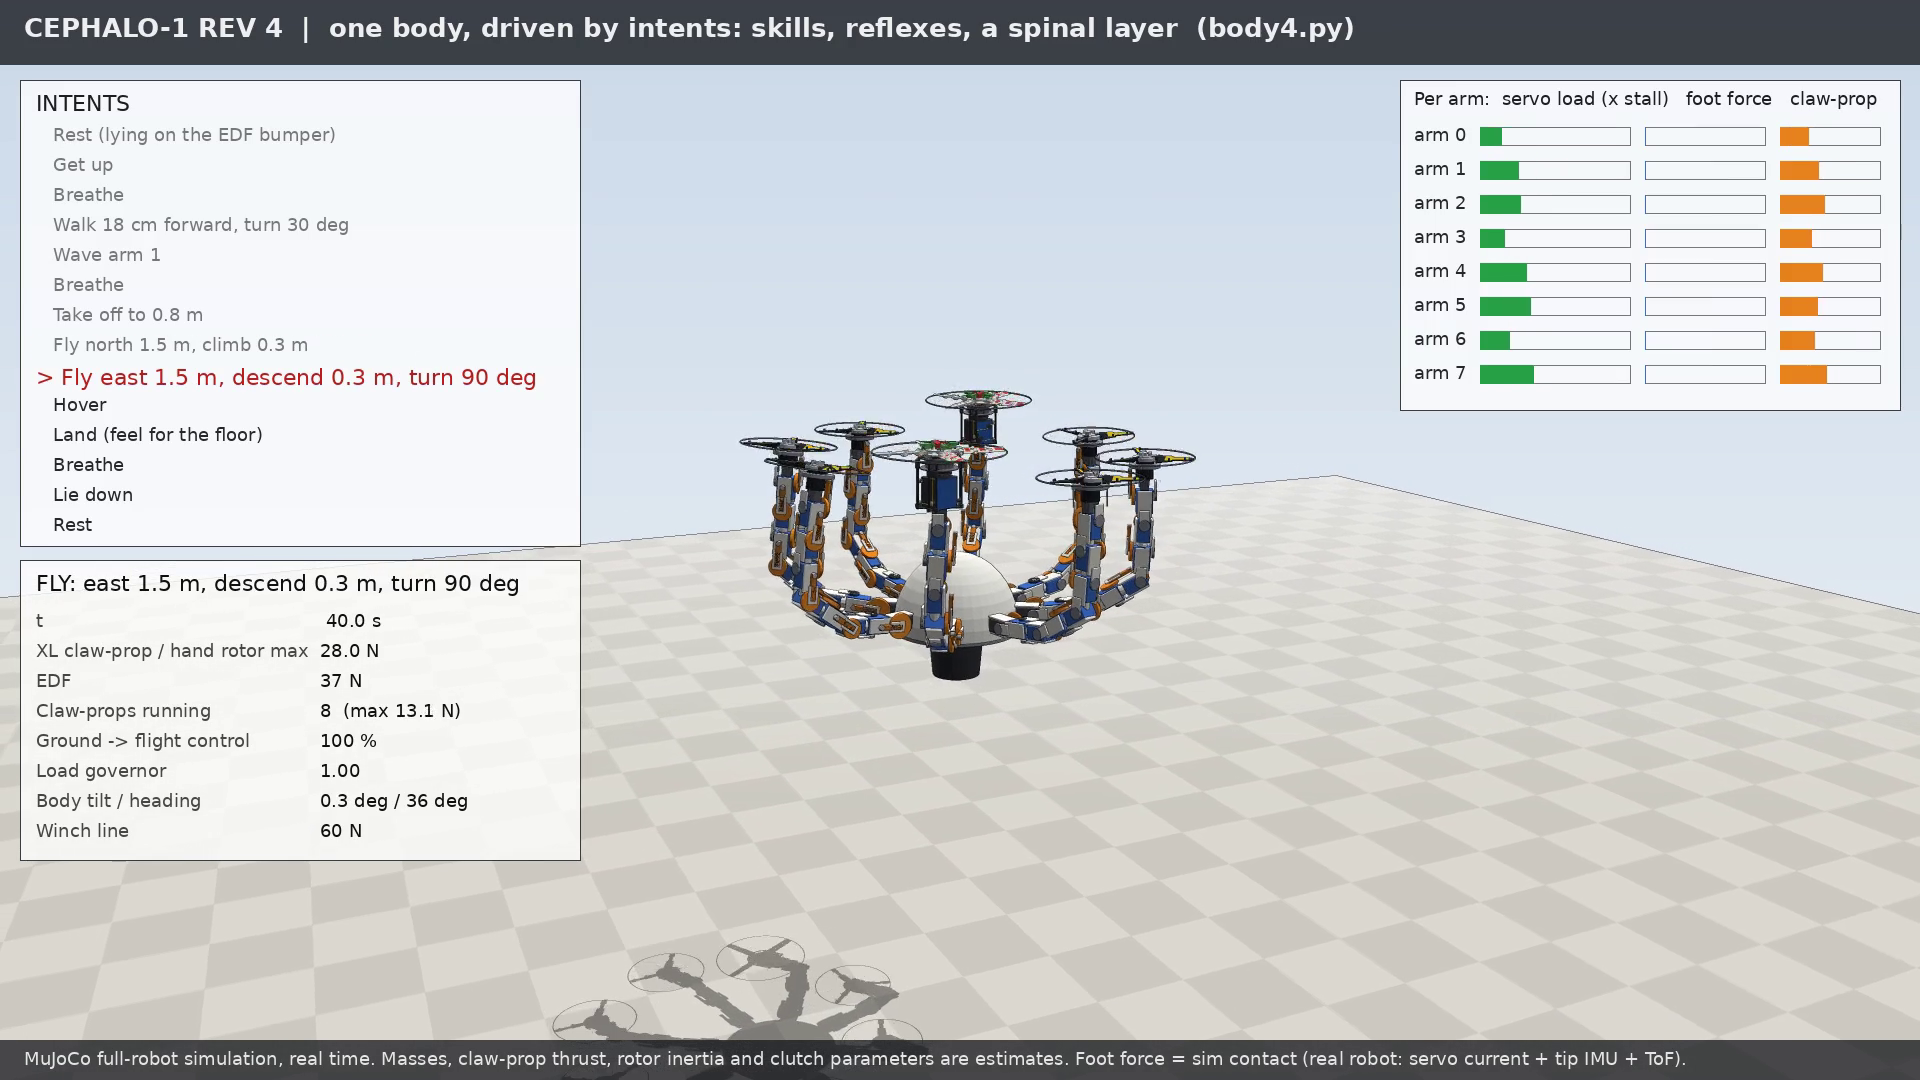 CEPHALO-1 REV 4 | one body, driven by intents: skills, reflexes, a spinal layer (body4.py)
INTENTS
Rest (lying on the EDF bumper)
Get up
Breathe
Walk 18 cm forward, turn 30 deg
Wave arm 1
Breathe
Take off to 0.8 m
Fly north 1.5 m, climb 0.3 m
> Fly east 1.5 m, descend 0.3 m, turn 90 deg
Hover
Land (feel for the floor)
Breathe
Lie down
Rest
FLY: east 1.5 m, descend 0.3 m, turn 90 deg
t 40.0 s
XL claw-prop / hand rotor max 28.0 N
EDF 37 N
Claw-props running 8 (max 13.1 N)
Ground -> flight control 100 %
Load governor 1.00
Body tilt / heading 0.3 deg / 36 deg
Winch line 60 N
Per arm: servo load (x stall) foot force claw-prop
arm 0
arm 1
arm 2
arm 3
arm 4
arm 5
arm 6
arm 7
MuJoCo full-robot simulation, real time. Masses, claw-prop thrust, rotor inertia and clutch parameters are estimates. Foot force = sim contact (real robot: servo current + tip IMU + ToF).